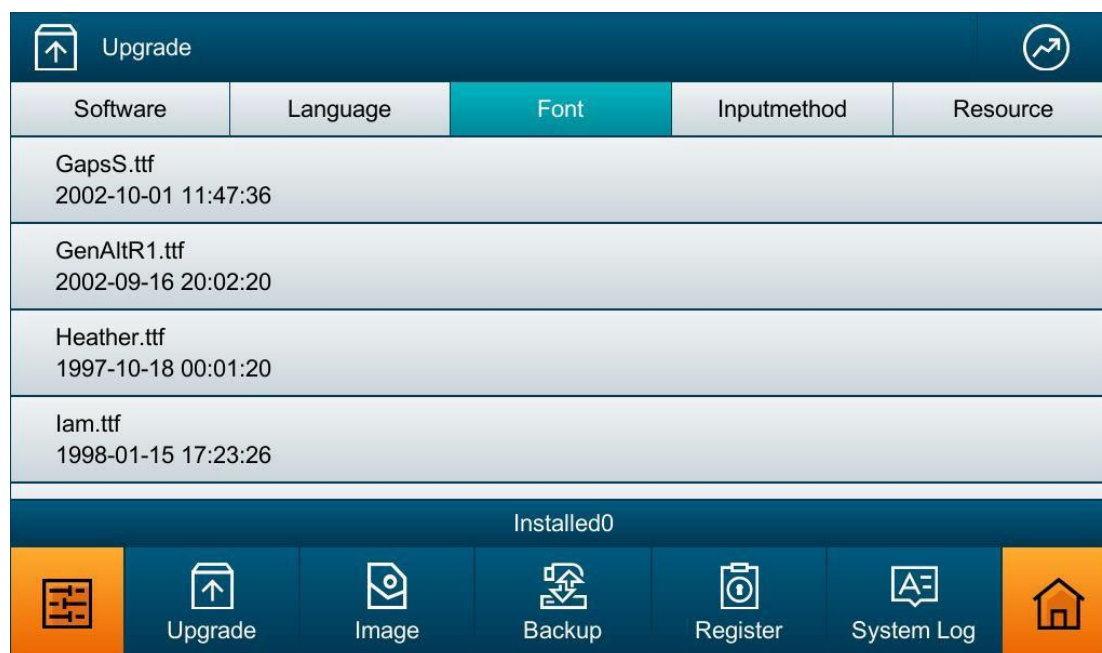 Upgrade
Software Language Font Inputmethod Resource
GapsS.ttf
2002-10-01 11:47:36
GenAltR1.ttf
2002-09-16 20:02:20
Heather.ttf
1997-10-18 00:01:20
Iam.ttf
1998-01-15 17:23:26
Installed0
Upgrade Image Backup Register System Log